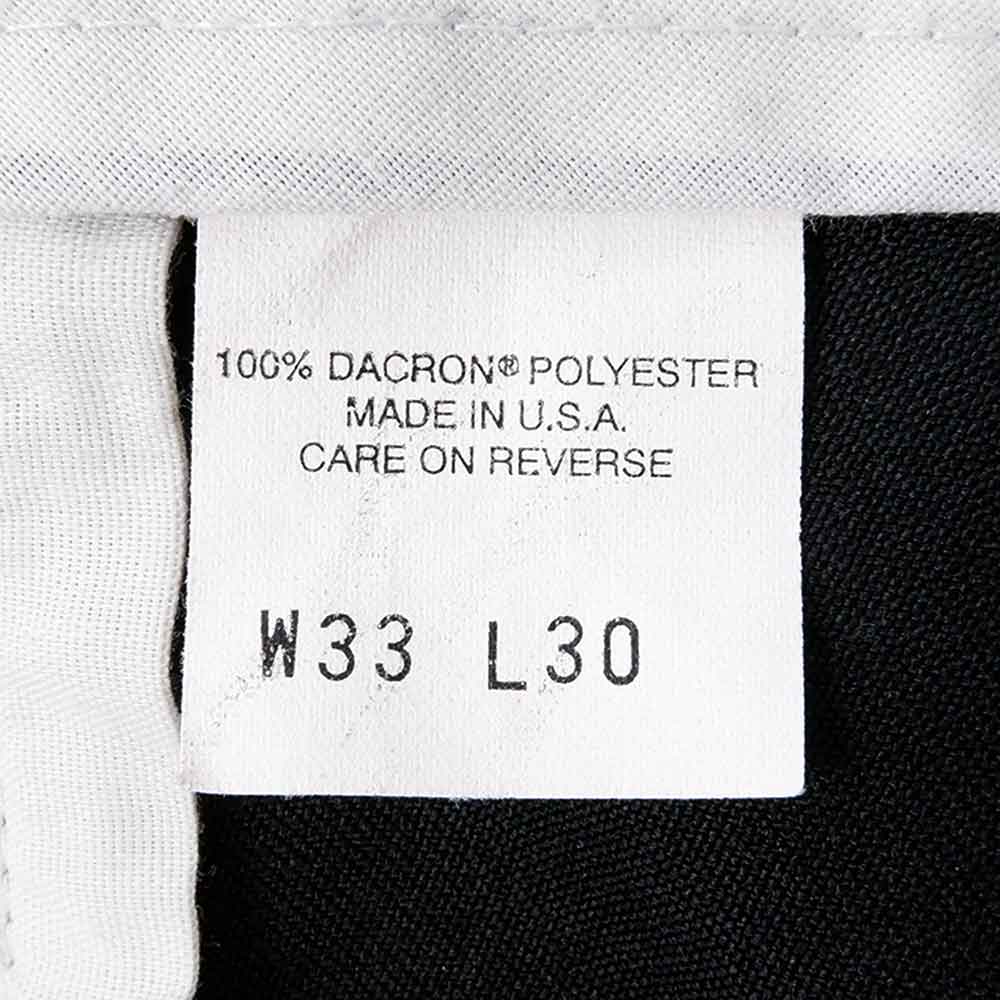 100% DACRON® POLYESTER
MADE IN U.S.A.
CARE ON REVERSE
W33 L30